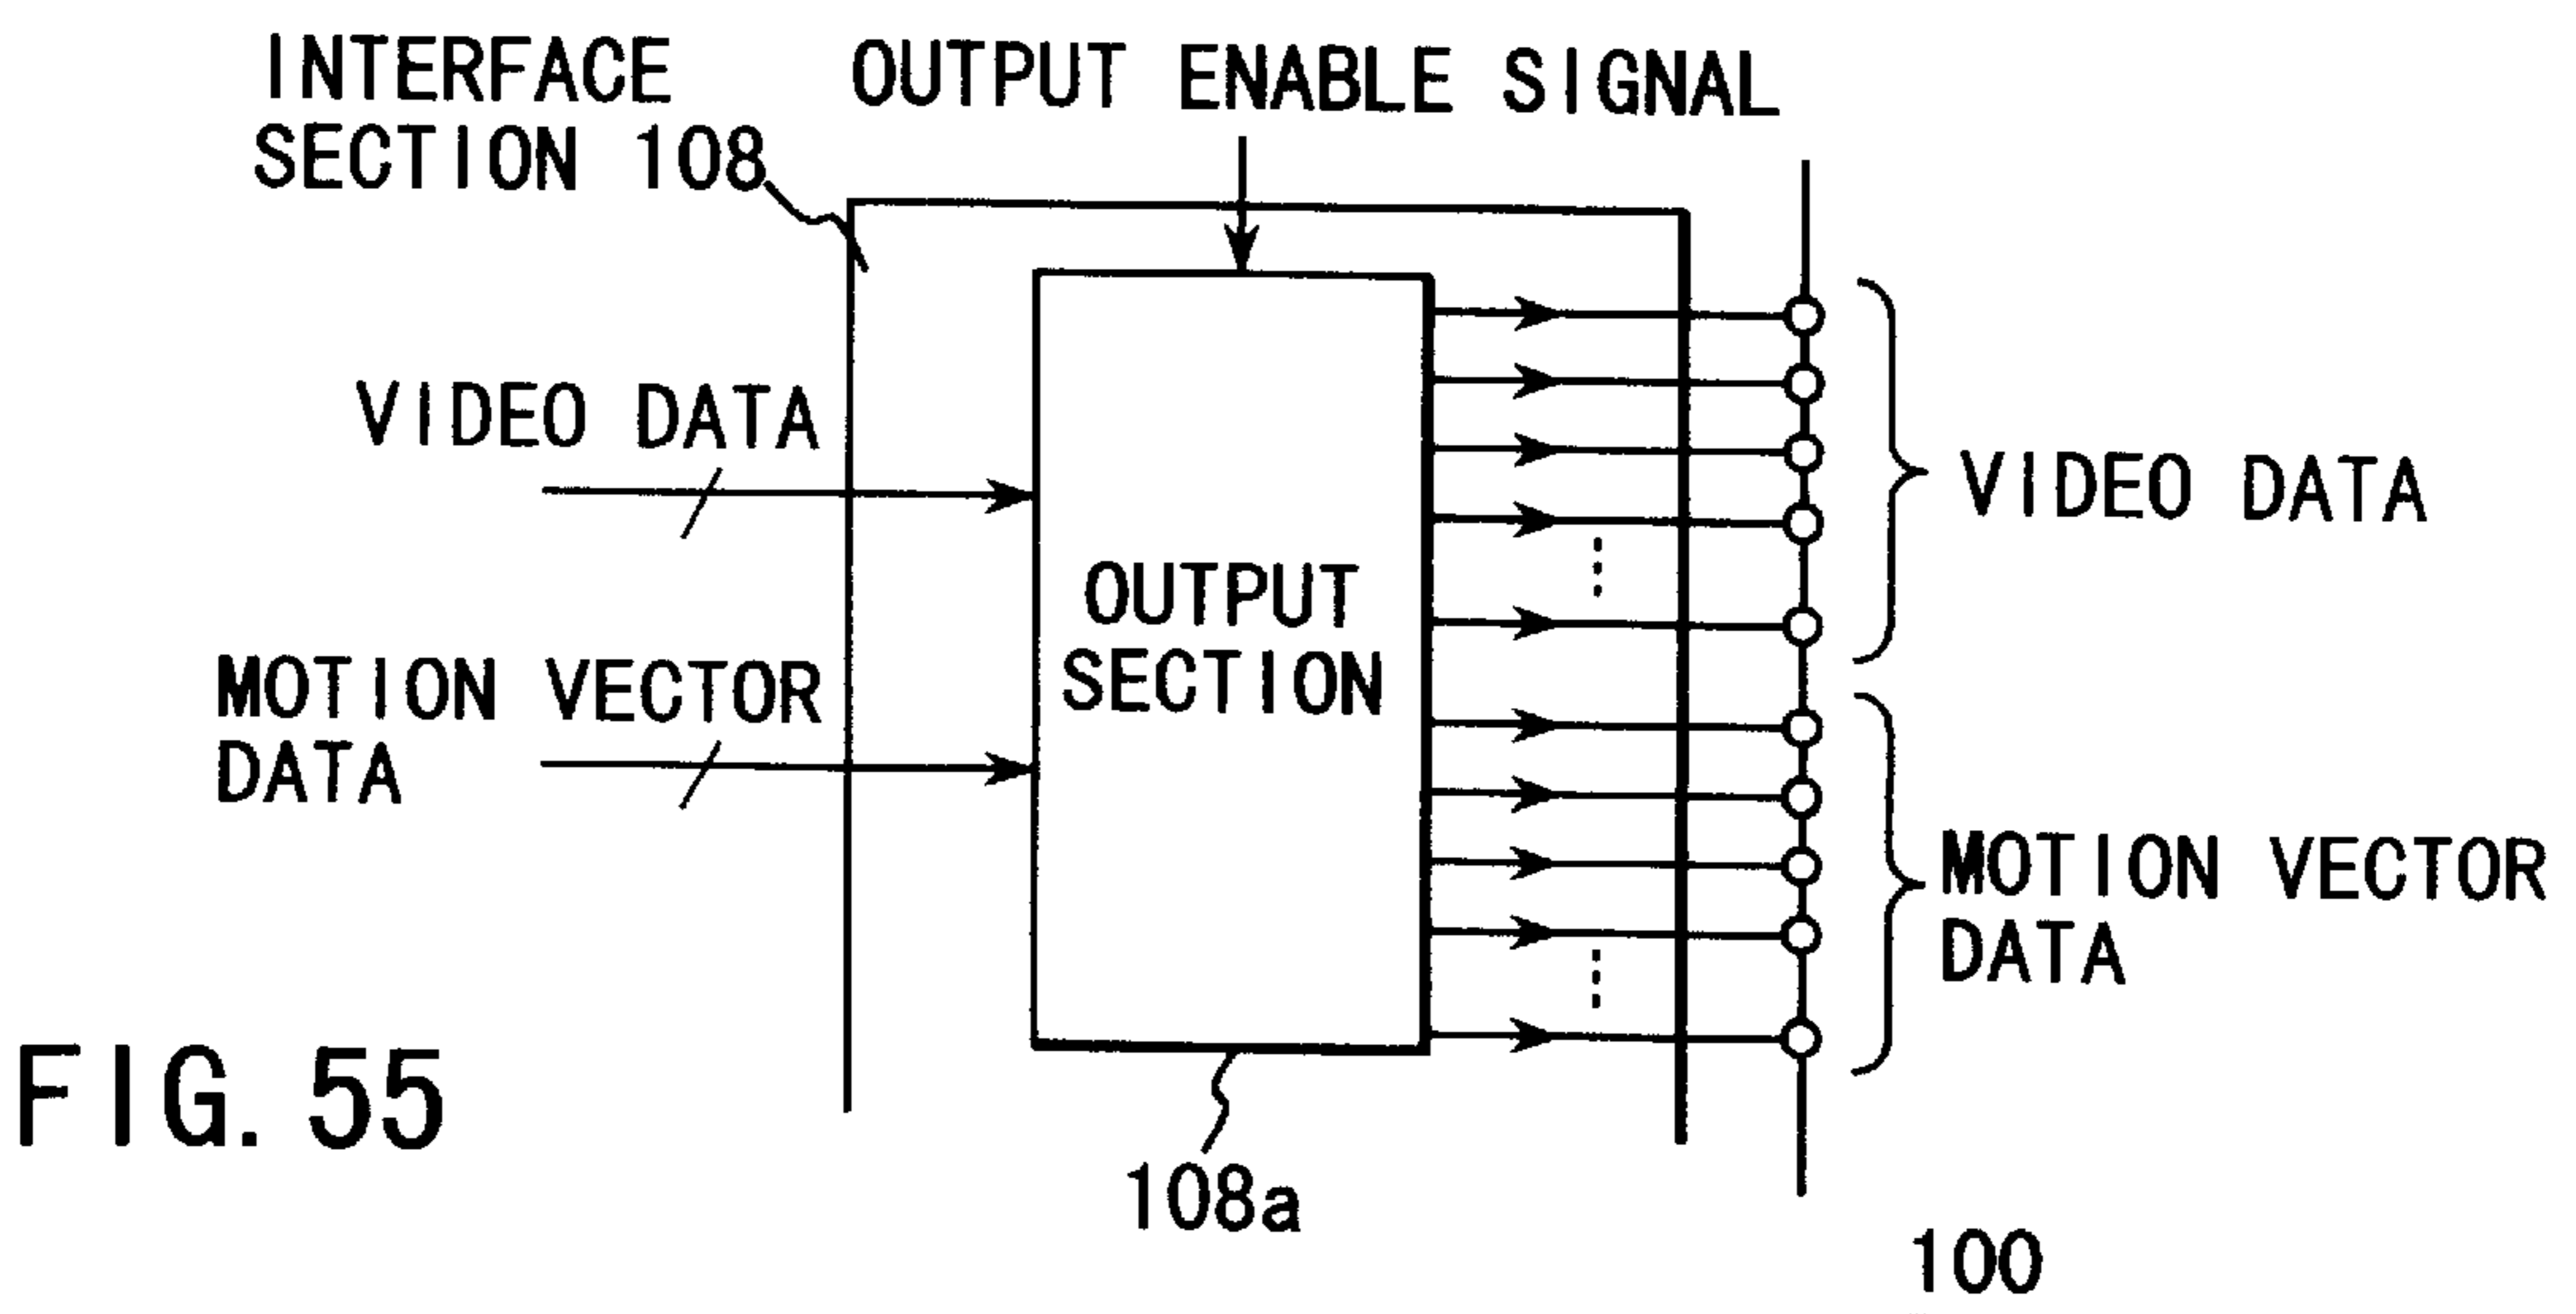 INTERFACE
SECTION 108
OUTPUT ENABLE SIGNAL
VIDEO DATA
MOTION VECTOR
DATA
OUTPUT
SECTION
VIDEO DATA
MOTION VECTOR
DATA
108a
FIG. 55
100